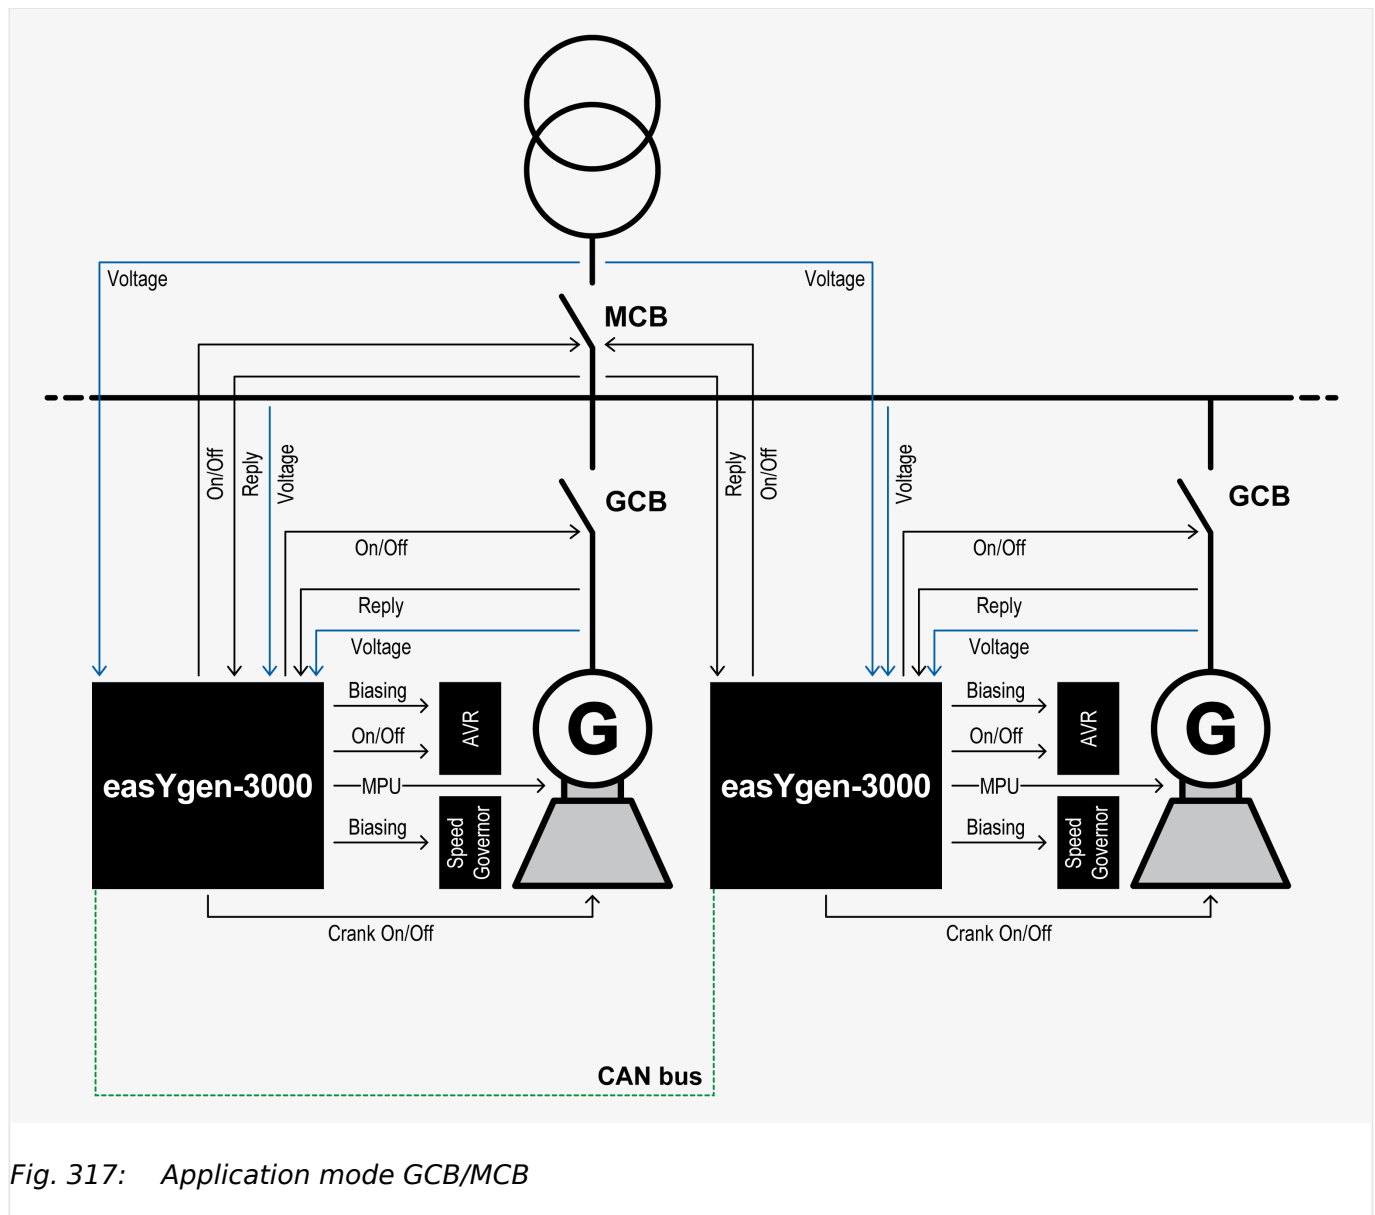 Voltage
Voltage
MCB
On/Off
Reply
Voltage
Reply
On/Off
Voltage
GCB
GCB
On/Off
On/Off
Reply
Reply
Voltage
Voltage
easYgen-3000
Biasing
On/Off
MPU
Biasing
AVR
Speed
Governor
G
easYgen-3000
Biasing
On/Off
MPU
Biasing
AVR
Speed
Governor
G
Crank On/Off
Crank On/Off
CAN bus
Fig. 317: Application mode GCB/MCB